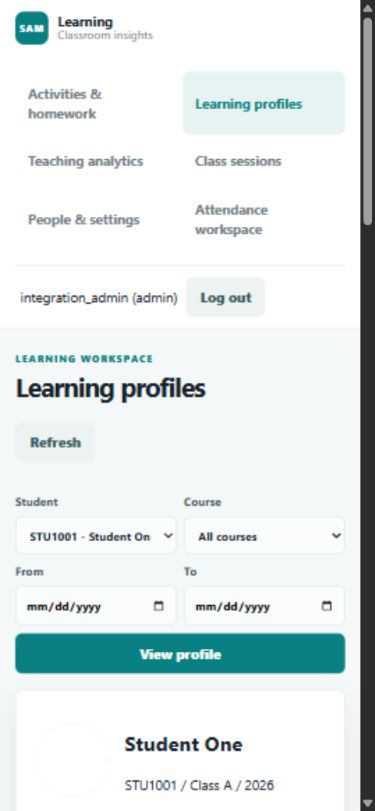 SAM
Learning
Classroom insights
Activities &
homework
Learning profiles
Teaching analytics
Class sessions
People & settings
Attendance
workspace
integration_admin (admin)
Log out
LEARNING WORKSPACE
Learning profiles
Refresh
Student
Course
STU1001 - Student On
All courses
From
To
mm/dd/yyyy
mm/dd/yyyy
View profile
Student One
STU1001 / Class A / 2026